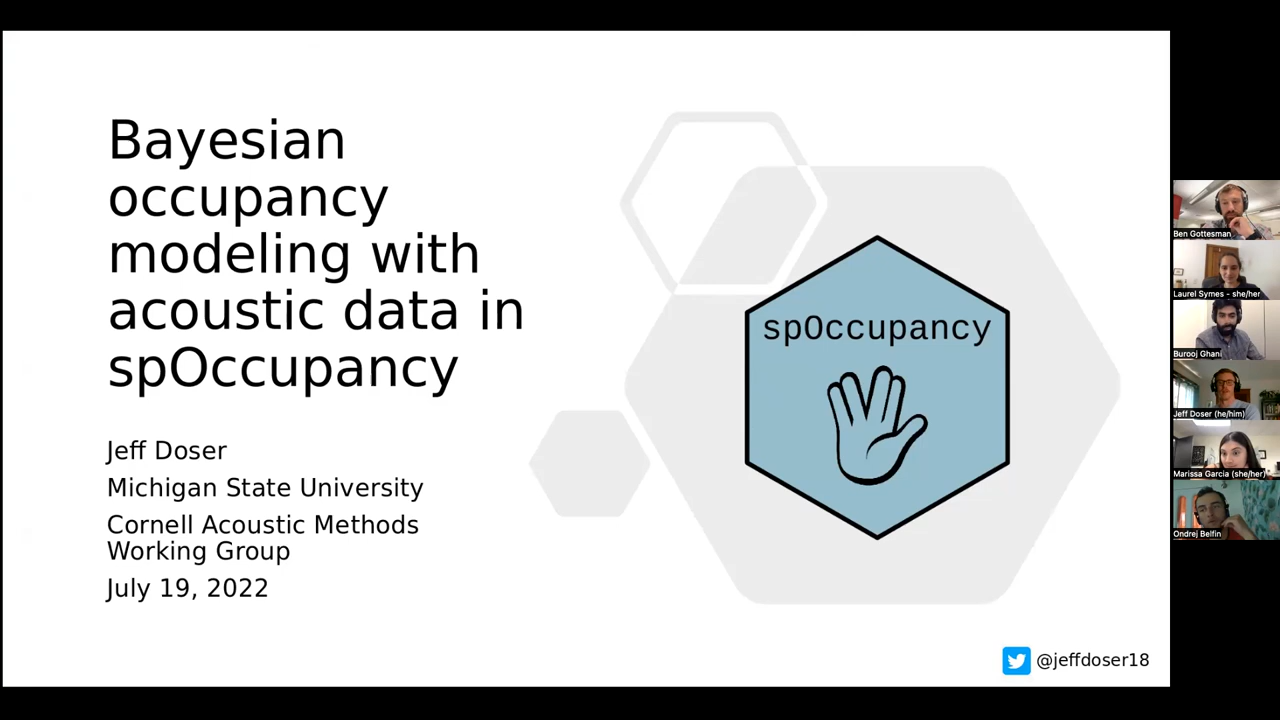 Bayesian
occupancy
modeling with
acoustic data in
spOccupancy
Jeff Doser
Michigan State University
Cornell Acoustic Methods
Working Group
July 19, 2022
spOccupancy
@jeffdoser18
Ben Gottesman
Laurel Symes - she/her
Burooj Ghani
Jeff Doser (he/him)
Marissa Garcia (she/her)
Ondrej Belfin